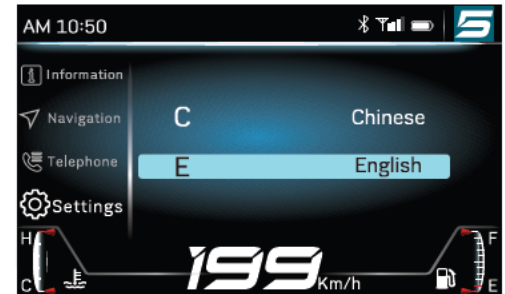 AM 10:50
Information
Navigation
C Chinese
Telephone
E English
Settings
H F
199 Km/h
C E